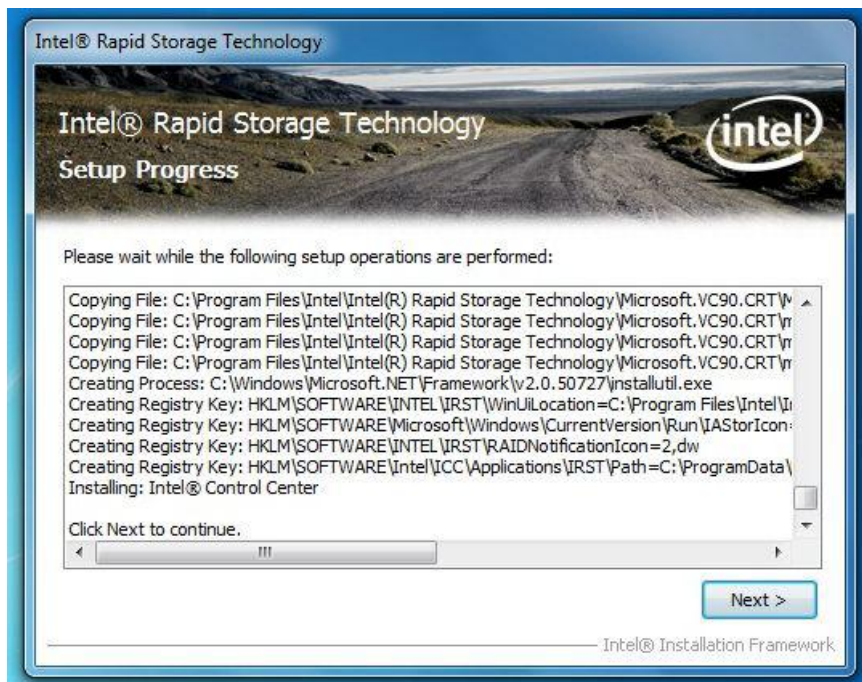 Intel® Rapid Storage Technology
Intel® Rapid Storage Technology
Setup Progress
intel
Please wait while the following setup operations are performed:
Copying File: C:\Program Files\Intel\Intel(R) Rapid Storage Technology\Microsoft.VC90.CRT\M
Copying File: C:\Program Files\Intel\Intel(R) Rapid Storage Technology\Microsoft.VC90.CRT\m
Copying File: C:\Program Files\Intel\Intel(R) Rapid Storage Technology\Microsoft.VC90.CRT\m
Copying File: C:\Program Files\Intel\Intel(R) Rapid Storage Technology\Microsoft.VC90.CRT\m
Creating Process: C:\Windows\Microsoft.NET\Framework\v2.0.50727\installutil.exe
Creating Registry Key: HKLM\SOFTWARE\INTEL\IRST\WinUiLocation=C:\Program Files\Intel\In
Creating Registry Key: HKLM\SOFTWARE\Microsoft\Windows\CurrentVersion\Run\IAStorIcon=
Creating Registry Key: HKLM\SOFTWARE\INTEL\IRST\RAIDNotificationIcon=2,dw
Creating Registry Key: HKLM\SOFTWARE\Intel\ICC\Applications\IRST\Path=C:\ProgramData\
Installing: Intel® Control Center
Click Next to continue.
Next >
Intel® Installation Framework